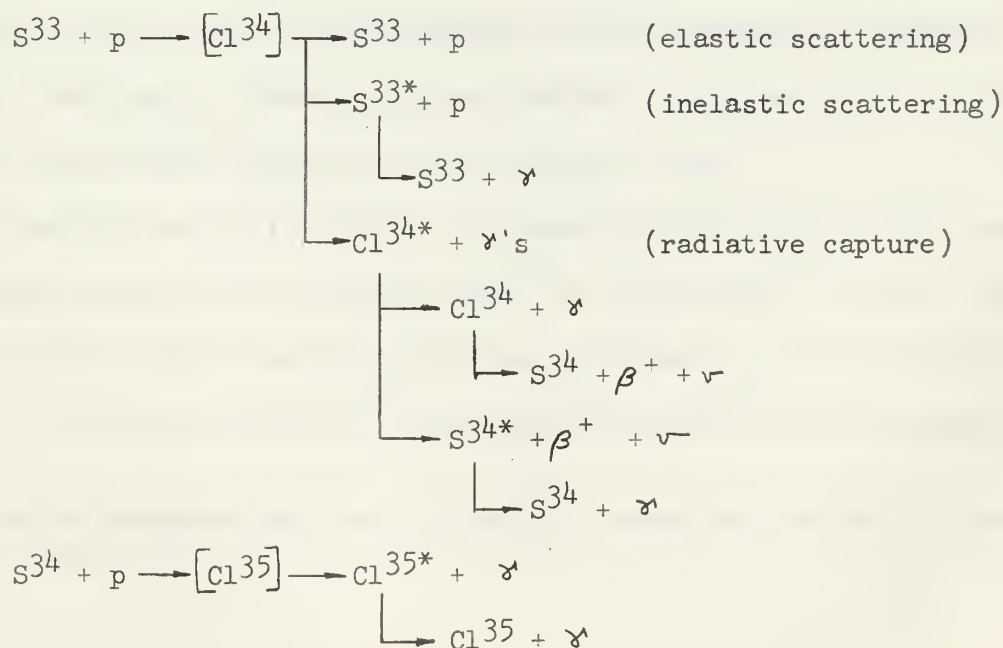 S³³ + p → [Cl³⁴] → S³³ + p (elastic scattering)
→ S³³* + p (inelastic scattering)
→ S³³ + γ
→ Cl³⁴* + γ's (radiative capture)
→ Cl³⁴ + γ
→ S³⁴ + β⁺ + ν
→ S³⁴* + β⁺ + ν
→ S³⁴ + γ
S³⁴ + p → [Cl³⁵] → Cl³⁵* + γ
→ Cl³⁵ + γ